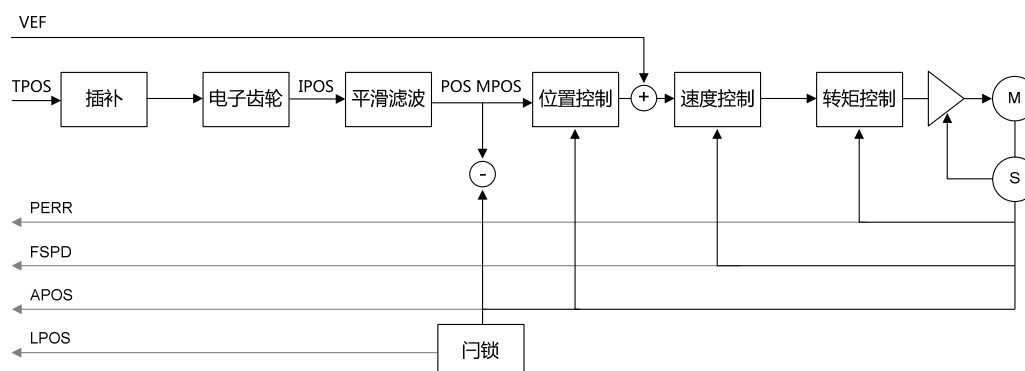 VEF
TPOS
插补
电子齿轮
IPOS
平滑滤波
POS MPOS
位置控制
+
速度控制
转矩控制
M
-
S
PERR
FSPD
APOS
LPOS
闩锁